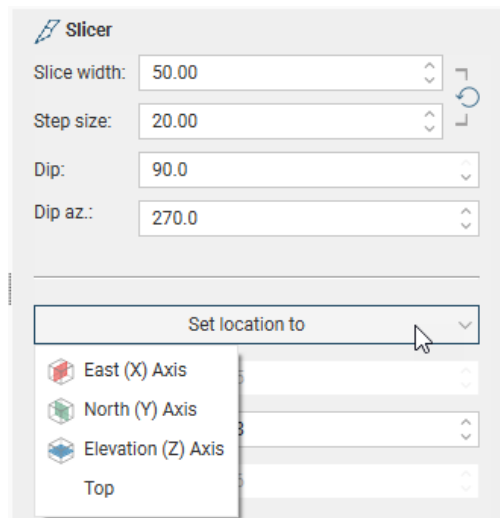 Slicer
Slice width: 50.00
Step size: 20.00
Dip: 90.0
Dip az.: 270.0
Set location to
East (X) Axis
North (Y) Axis
Elevation (Z) Axis
Top